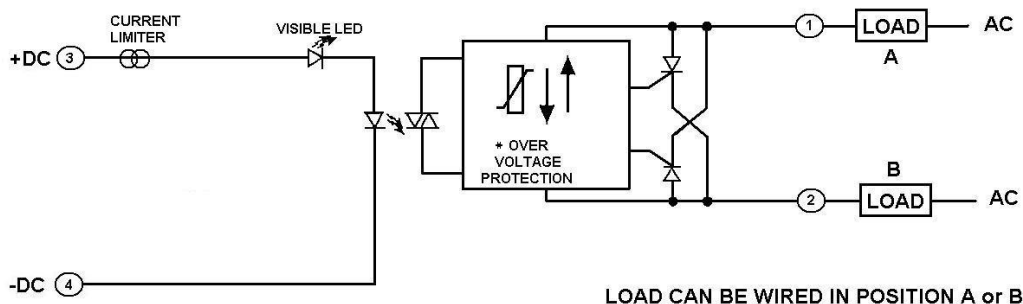 CURRENT
LIMITER
VISIBLE LED
+DC 3
1
LOAD
AC
A
* OVER
VOLTAGE
PROTECTION
B
2
LOAD
AC
-DC 4
LOAD CAN BE WIRED IN POSITION A or B